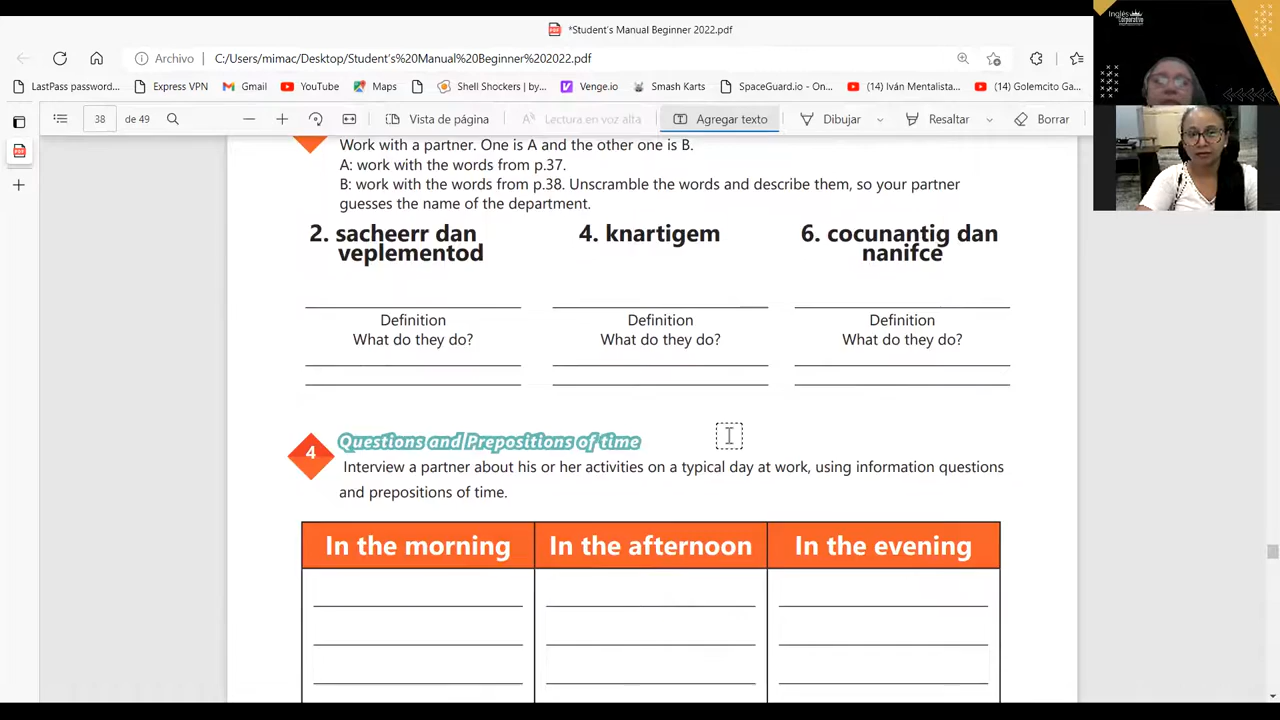 *Student's Manual Beginner 2022.pdf
Archivo
C:/Users/mimac/Desktop/Student's%20Manual%20Beginner%202022.pdf
LastPass password...
Express VPN
Gmail
YouTube
Maps
Shell Shockers | by...
Venge.io
Smash Karts
SpaceGuard.io - On...
(14) Iván Mentalista...
(14) Golemcito Ga...
38
de 49
Vista de página
Lectura en voz alta
Agregar texto
Dibujar
Resaltar
Borrar
Inglés
Corporativo
Work with a partner. One is A and the other one is B.
A: work with the words from p.37.
B: work with the words from p.38. Unscramble the words and describe them, so your partner
guesses the name of the department.
2. sacheerr dan
veplementod
4. knartigem
6. cocunantig dan
nanifce
Definition
What do they do?
Definition
What do they do?
Definition
What do they do?
4
Questions and Prepositions of time
Interview a partner about his or her activities on a typical day at work, using information questions
and prepositions of time.
In the morning
In the afternoon
In the evening